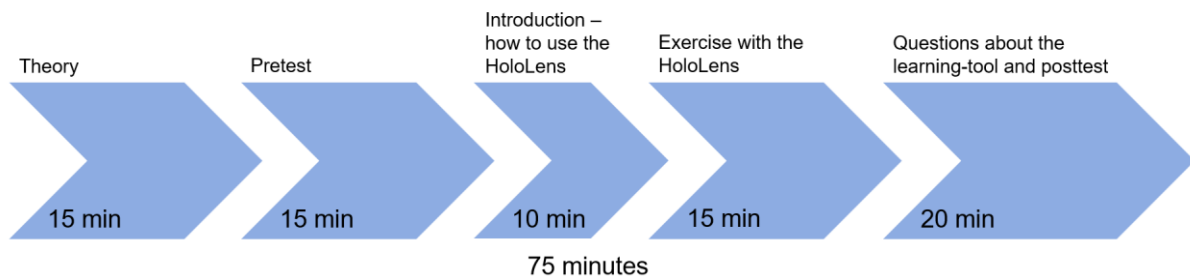 Theory
Pretest
Introduction –
how to use the
HoloLens
Exercise with the
HoloLens
Questions about the
learning-tool and posttest
15 min
15 min
10 min
15 min
20 min
75 minutes